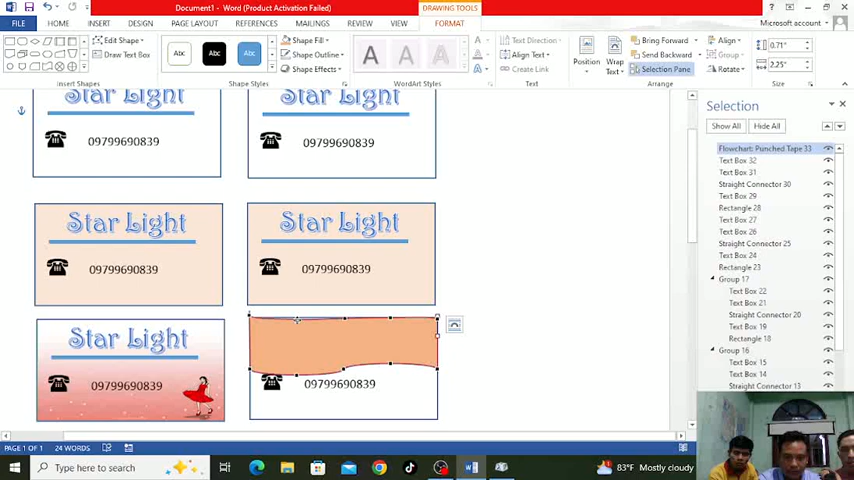 Document1 - Word (Product Activation Failed)
DRAWING TOOLS
FILE
HOME
INSERT
DESIGN
PAGE LAYOUT
REFERENCES
MAILINGS
REVIEW
VIEW
FORMAT
Microsoft account
Edit Shape
Draw Text Box
Insert Shapes
Abc
Abc
Abc
Shape Fill
Shape Outline
Shape Effects
Shape Styles
A
A
A
WordArt Styles
Text Direction
Align Text
Create Link
Text
Position
Wrap
Text
Bring Forward
Send Backward
Selection Pane
Align
Group
Rotate
Arrange
0.71"
2.25"
Size
Star Light
09799690839
Star Light
09799690839
Star Light
09799690839
Star Light
09799690839
Star Light
09799690839
09799690839
Selection
Show All
Hide All
Flowchart: Punched Tape 33
Text Box 32
Text Box 31
Straight Connector 30
Text Box 29
Rectangle 28
Text Box 27
Text Box 26
Straight Connector 25
Text Box 24
Rectangle 23
Group 17
Text Box 22
Text Box 21
Straight Connector 20
Text Box 19
Rectangle 18
Group 16
Text Box 15
Text Box 14
Straight Connector 13
PAGE 1 OF 1
24 WORDS
Type here to search
83°F Mostly cloudy